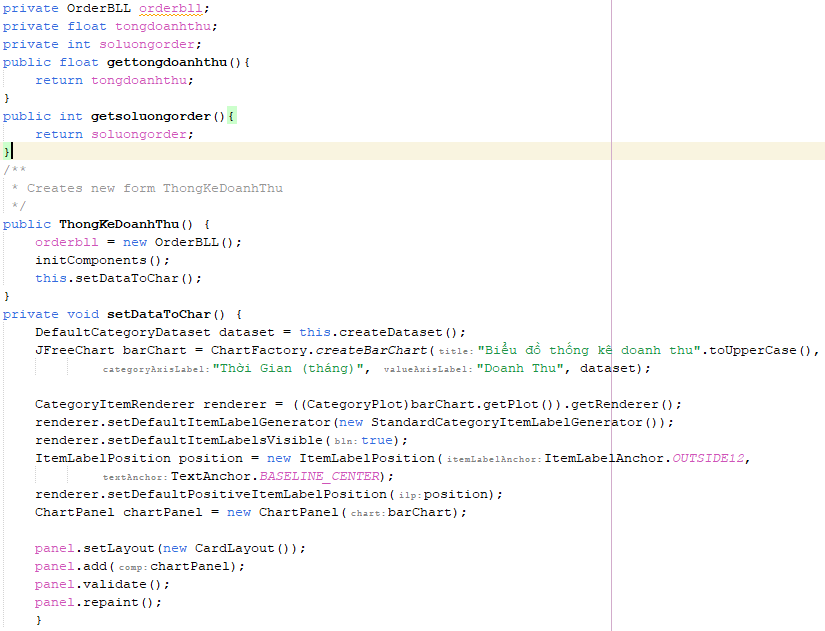 private OrderBLL orderbll;
private float tongdoanhthu;
private int soluongorder;
public float gettongdoanhthu(){
    return tongdoanhthu;
}
public int getsoluongorder(){
    return soluongorder;
}
/**
 * Creates new form ThongKeDoanhThu
 */
public ThongKeDoanhThu() {
    orderbll = new OrderBLL();
    initComponents();
    this.setDataToChar();
}
private void setDataToChar() {
    DefaultCategoryDataset dataset = this.createDataset();
    JFreeChart barChart = ChartFactory.createBarChart(title:"Biểu đồ thống kê doanh thu".toUpperCase(),
            categoryAxisLabel:"Thời Gian (tháng)", valueAxisLabel:"Doanh Thu", dataset);

    CategoryItemRenderer renderer = ((CategoryPlot)barChart.getPlot()).getRenderer();
    renderer.setDefaultItemLabelGenerator(new StandardCategoryItemLabelGenerator());
    renderer.setDefaultItemLabelsVisible(bln:true);
    ItemLabelPosition position = new ItemLabelPosition(itemLabelAnchor:ItemLabelAnchor.OUTSIDE12,
            textAnchor:TextAnchor.BASELINE_CENTER);
    renderer.setDefaultPositiveItemLabelPosition(ilp:position);
    ChartPanel chartPanel = new ChartPanel(chart:barChart);

    panel.setLayout(new CardLayout());
    panel.add(comp:chartPanel);
    panel.validate();
    panel.repaint();
    }